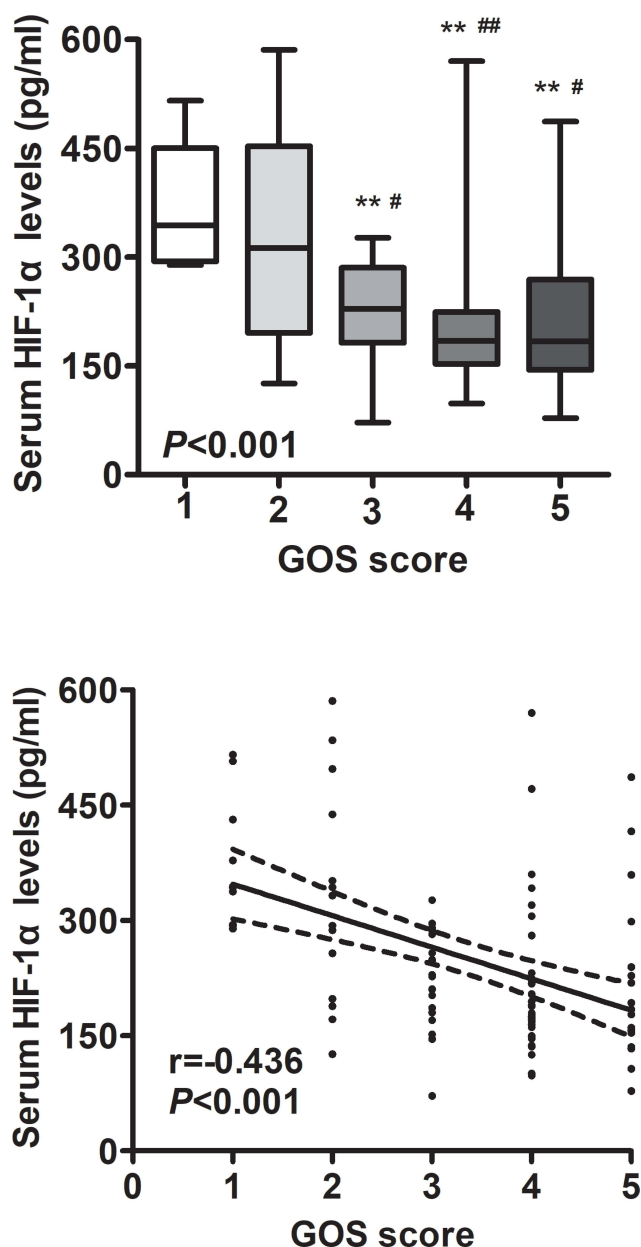 Serum HIF-1α levels (pg/ml)
600
450
300
150
0
** #
** ##
** #
P<0.001
1 2 3 4 5
GOS score
Serum HIF-1α levels (pg/ml)
600
450
300
150
0
r=-0.436
P<0.001
0 1 2 3 4 5
GOS score